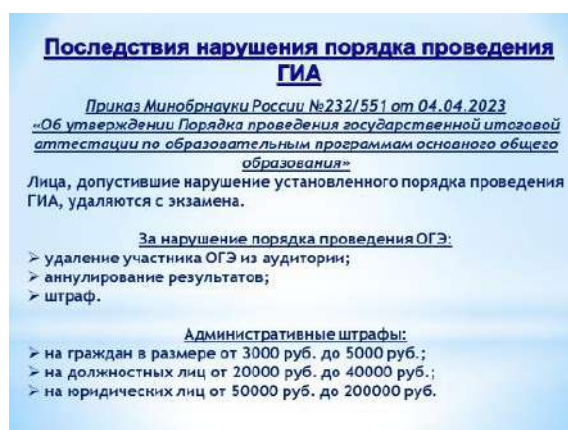 Последствия нарушения порядка проведения
ГИА
Приказ Минобрнауки России №232/551 от 04.04.2023
«Об утверждении Порядка проведения государственной итоговой
аттестации по образовательным программам основного общего
образования»
Лица, допустившие нарушение установленного порядка проведения
ГИА, удаляются с экзамена.
За нарушение порядка проведения ОГЭ:
➢ удаление участника ОГЭ из аудитории;
➢ аннулирование результатов;
➢ штраф.
Административные штрафы:
➢ на граждан в размере от 3000 руб. до 5000 руб.;
➢ на должностных лиц от 20000 руб. до 40000 руб.;
➢ на юридических лиц от 50000 руб. до 200000 руб.